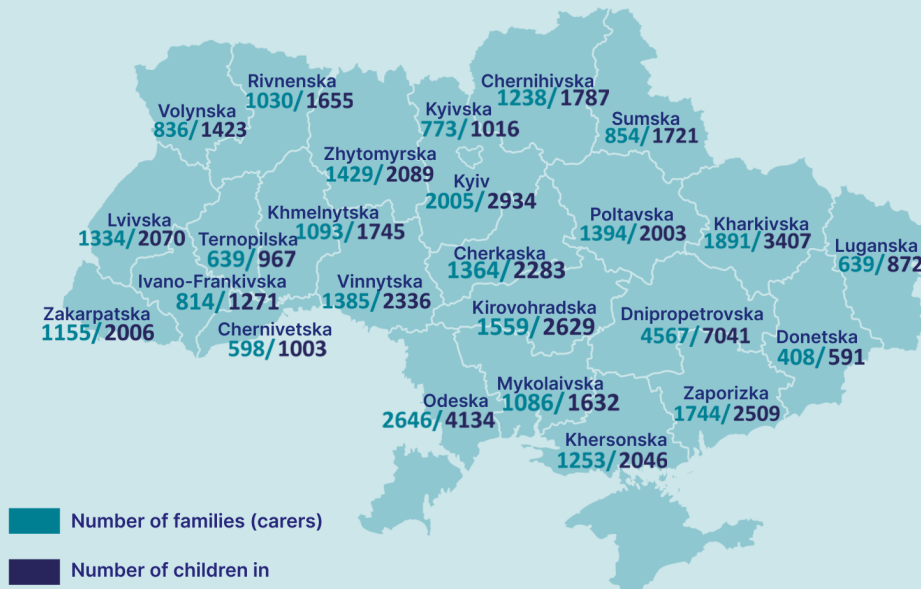 Rivnenska
1030/1655
Volynska
836/1423
Chernihivska
1238/1787
Kyivska
773/1016
Sumska
854/1721
Zhytomyrska
1429/2089
Kyiv
2005/2934
Lvivska
1334/2070
Ternopilska
639/967
Khmelnytska
1093/1745
Poltavska
1394/2003
Kharkivska
1891/3407
Luganska
639/872
Cherkaska
1364/2283
Ivano-Frankivska
814/1271
Vinnytska
1385/2336
Zakarpatska
1155/2006
Chernivetska
598/1003
Kirovohradska
1559/2629
Dnipropetrovska
4567/7041
Donetska
408/591
Odeska
2646/4134
Mykolaivska
1086/1632
Zaporizka
1744/2509
Khersonska
1253/2046
Number of families (carers)
Number of children in